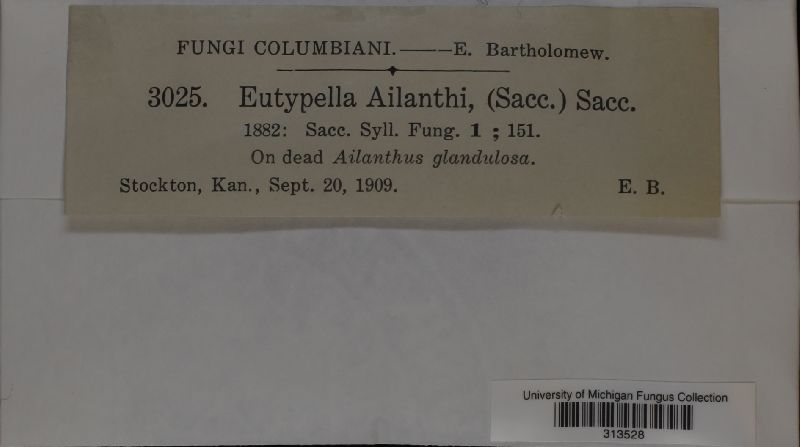 FUNGI COLUMBIANI.——E. Bartholomew.
3025. Eutypella Ailanthi, (Sacc.) Sacc.
1882: Sacc. Syll. Fung. 1 ; 151.
On dead Ailanthus glandulosa.
Stockton, Kan., Sept. 20, 1909. E. B.
University of Michigan Fungus Collection
313528